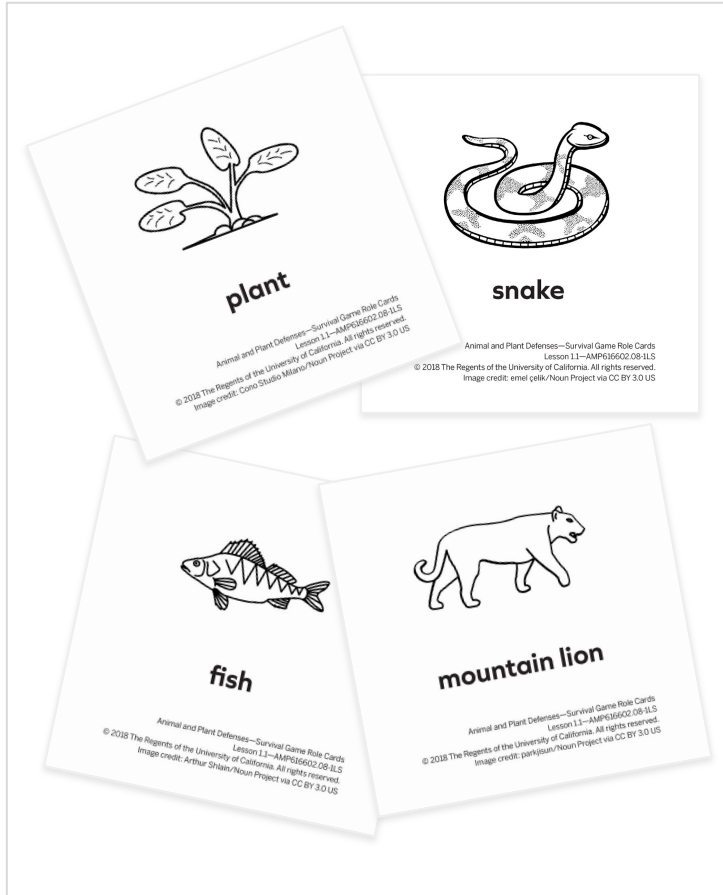 plant
Animal and Plant Defenses—Survival Game Role Cards
Lesson 1.1—AMP616602.08-1LS
© 2018 The Regents of the University of California. All rights reserved.
Image credit: Cono Studio Milano/Noun Project via CC BY 3.0 US
snake
Animal and Plant Defenses—Survival Game Role Cards
Lesson 1.1—AMP616602.08-1LS
© 2018 The Regents of the University of California. All rights reserved.
Image credit: emel çelik/Noun Project via CC BY 3.0 US
fish
Animal and Plant Defenses—Survival Game Role Cards
Lesson 1.1—AMP616602.08-1LS
© 2018 The Regents of the University of California. All rights reserved.
Image credit: Arthur Shlain/Noun Project via CC BY 3.0 US
mountain lion
Animal and Plant Defenses—Survival Game Role Cards
Lesson 1.1—AMP616602.08-1LS
© 2018 The Regents of the University of California. All rights reserved.
Image credit: parkjisun/Noun Project via CC BY 3.0 US